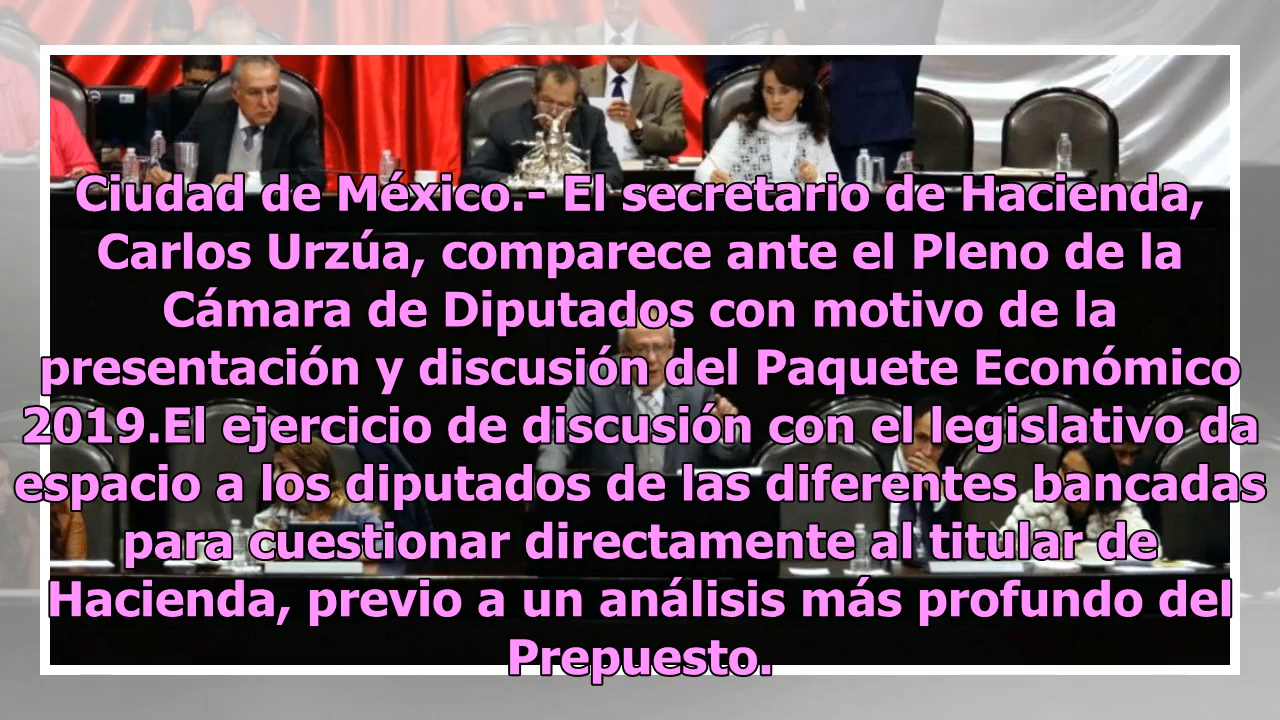 Ciudad de México.- El secretario de Hacienda,
Carlos Urzúa, comparece ante el Pleno de la
Cámara de Diputados con motivo de la
presentación y discusión del Paquete Económico
2019.El ejercicio de discusión con el legislativo da
espacio a los diputados de las diferentes bancadas
para cuestionar directamente al titular de
Hacienda, previo a un análisis más profundo del
Prepuesto.